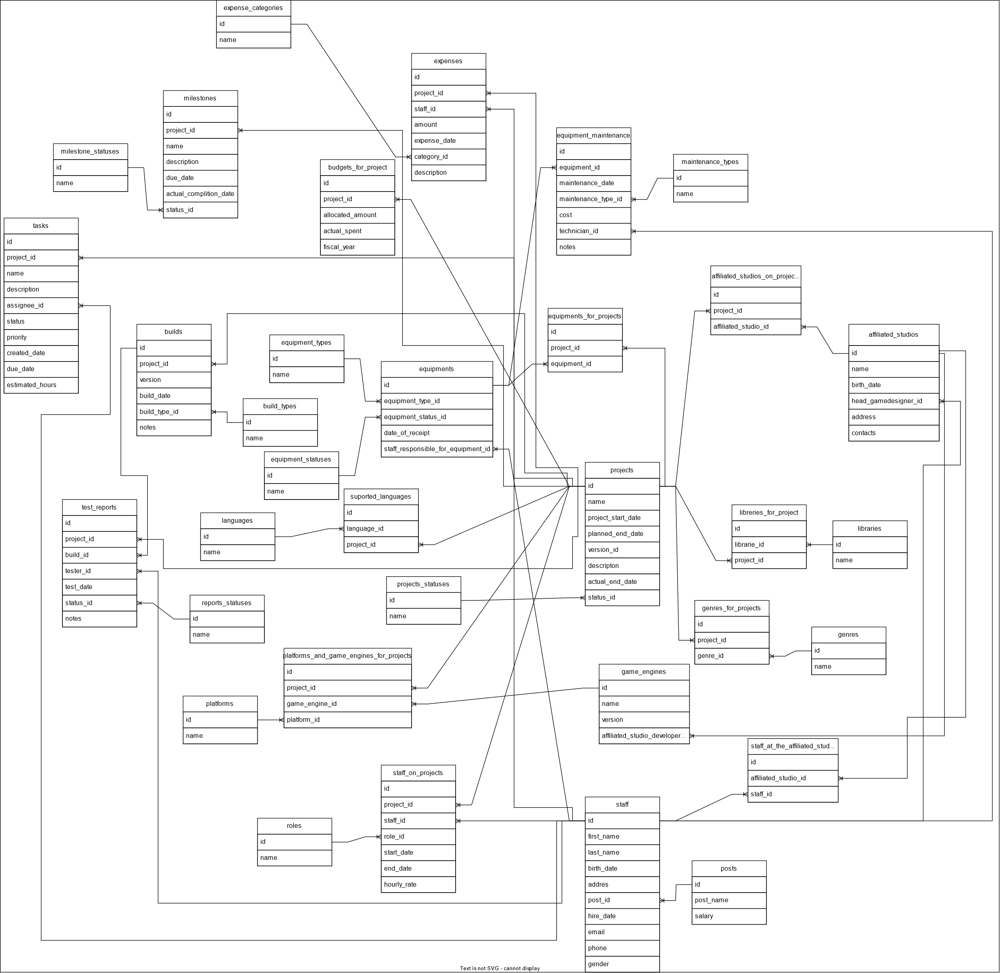 expense_categories
id
name
expenses
id
project_id
staff_id
amount
expense_date
category_id
description
milestones
id
project_id
name
description
due_date
actual_complition_date
status_id
equipment_maintenance
id
equipment_id
maintenance_date
maintenance_type_id
cost
technician_id
notes
milestone_statuses
id
name
maintenance_types
id
name
budgets_for_project
id
project_id
allocated_amount
actual_spent
fiscal_year
tasks
id
project_id
name
description
assignee_id
status
priority
created_date
due_date
estimated_hours
affiliated_studios_on_projec...
id
project_id
affiliated_studio_id
equipments_for_projects
id
project_id
equipment_id
builds
id
project_id
version
build_date
build_type_id
notes
affiliated_studios
id
name
birth_date
head_gamedesigner_id
address
contacts
equipment_types
id
name
equipments
id
equipment_type_id
equipment_status_id
date_of_receipt
staff_responsible_for_equipment_id
build_types
id
name
equipment_statuses
id
name
projects
id
name
project_start_date
planned_end_date
version_id
descripton
actual_end_date
status_id
suported_languages
id
language_id
project_id
test_reports
id
project_id
build_id
tester_id
test_date
status_id
notes
languages
id
name
libreries_for_project
id
librarie_id
project_id
libraries
id
name
projects_statuses
id
name
reports_statuses
id
name
genres_for_projects
id
project_id
genre_id
genres
id
name
platforms_and_game_engines_for_projects
id
project_id
game_engine_id
platform_id
game_engines
id
name
version
affiliated_studio_developer...
platforms
id
name
staff_at_the_affiliated_stud...
id
affiliated_studio_id
staff_id
staff_on_projects
id
project_id
staff_id
role_id
start_date
end_date
hourly_rate
staff
id
first_name
last_name
birth_date
addres
post_id
hire_date
email
phone
gender
roles
id
name
posts
id
post_name
salary
Text is not SVG - cannot display